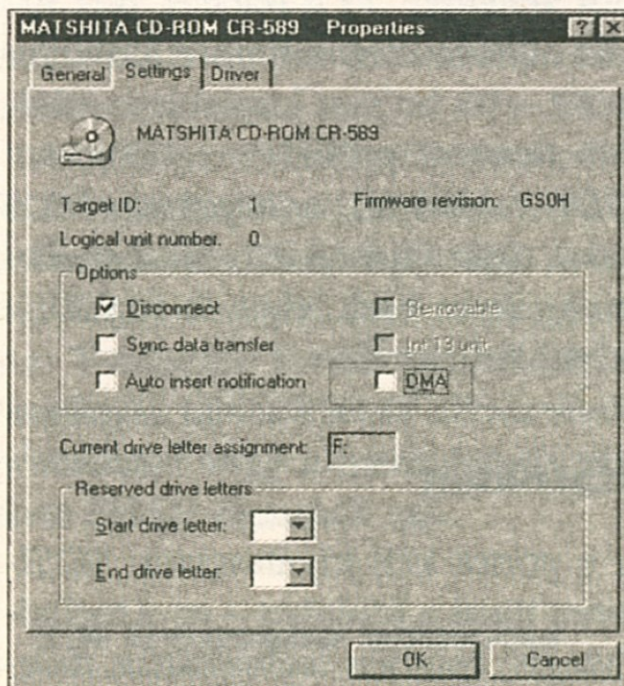 MATSHITA CD-ROM CR-589 Properties
General Settings Driver
MATSHITA CD-ROM CR-589
Target ID: 1 Firmware revision: GS0H
Logical unit number: 0
Options
Disconnect Removable
Sync data transfer Int 13 unit
Auto insert notification DMA
Current drive letter assignment: F:
Reserved drive letters
Start drive letter:
End drive letter:
OK Cancel